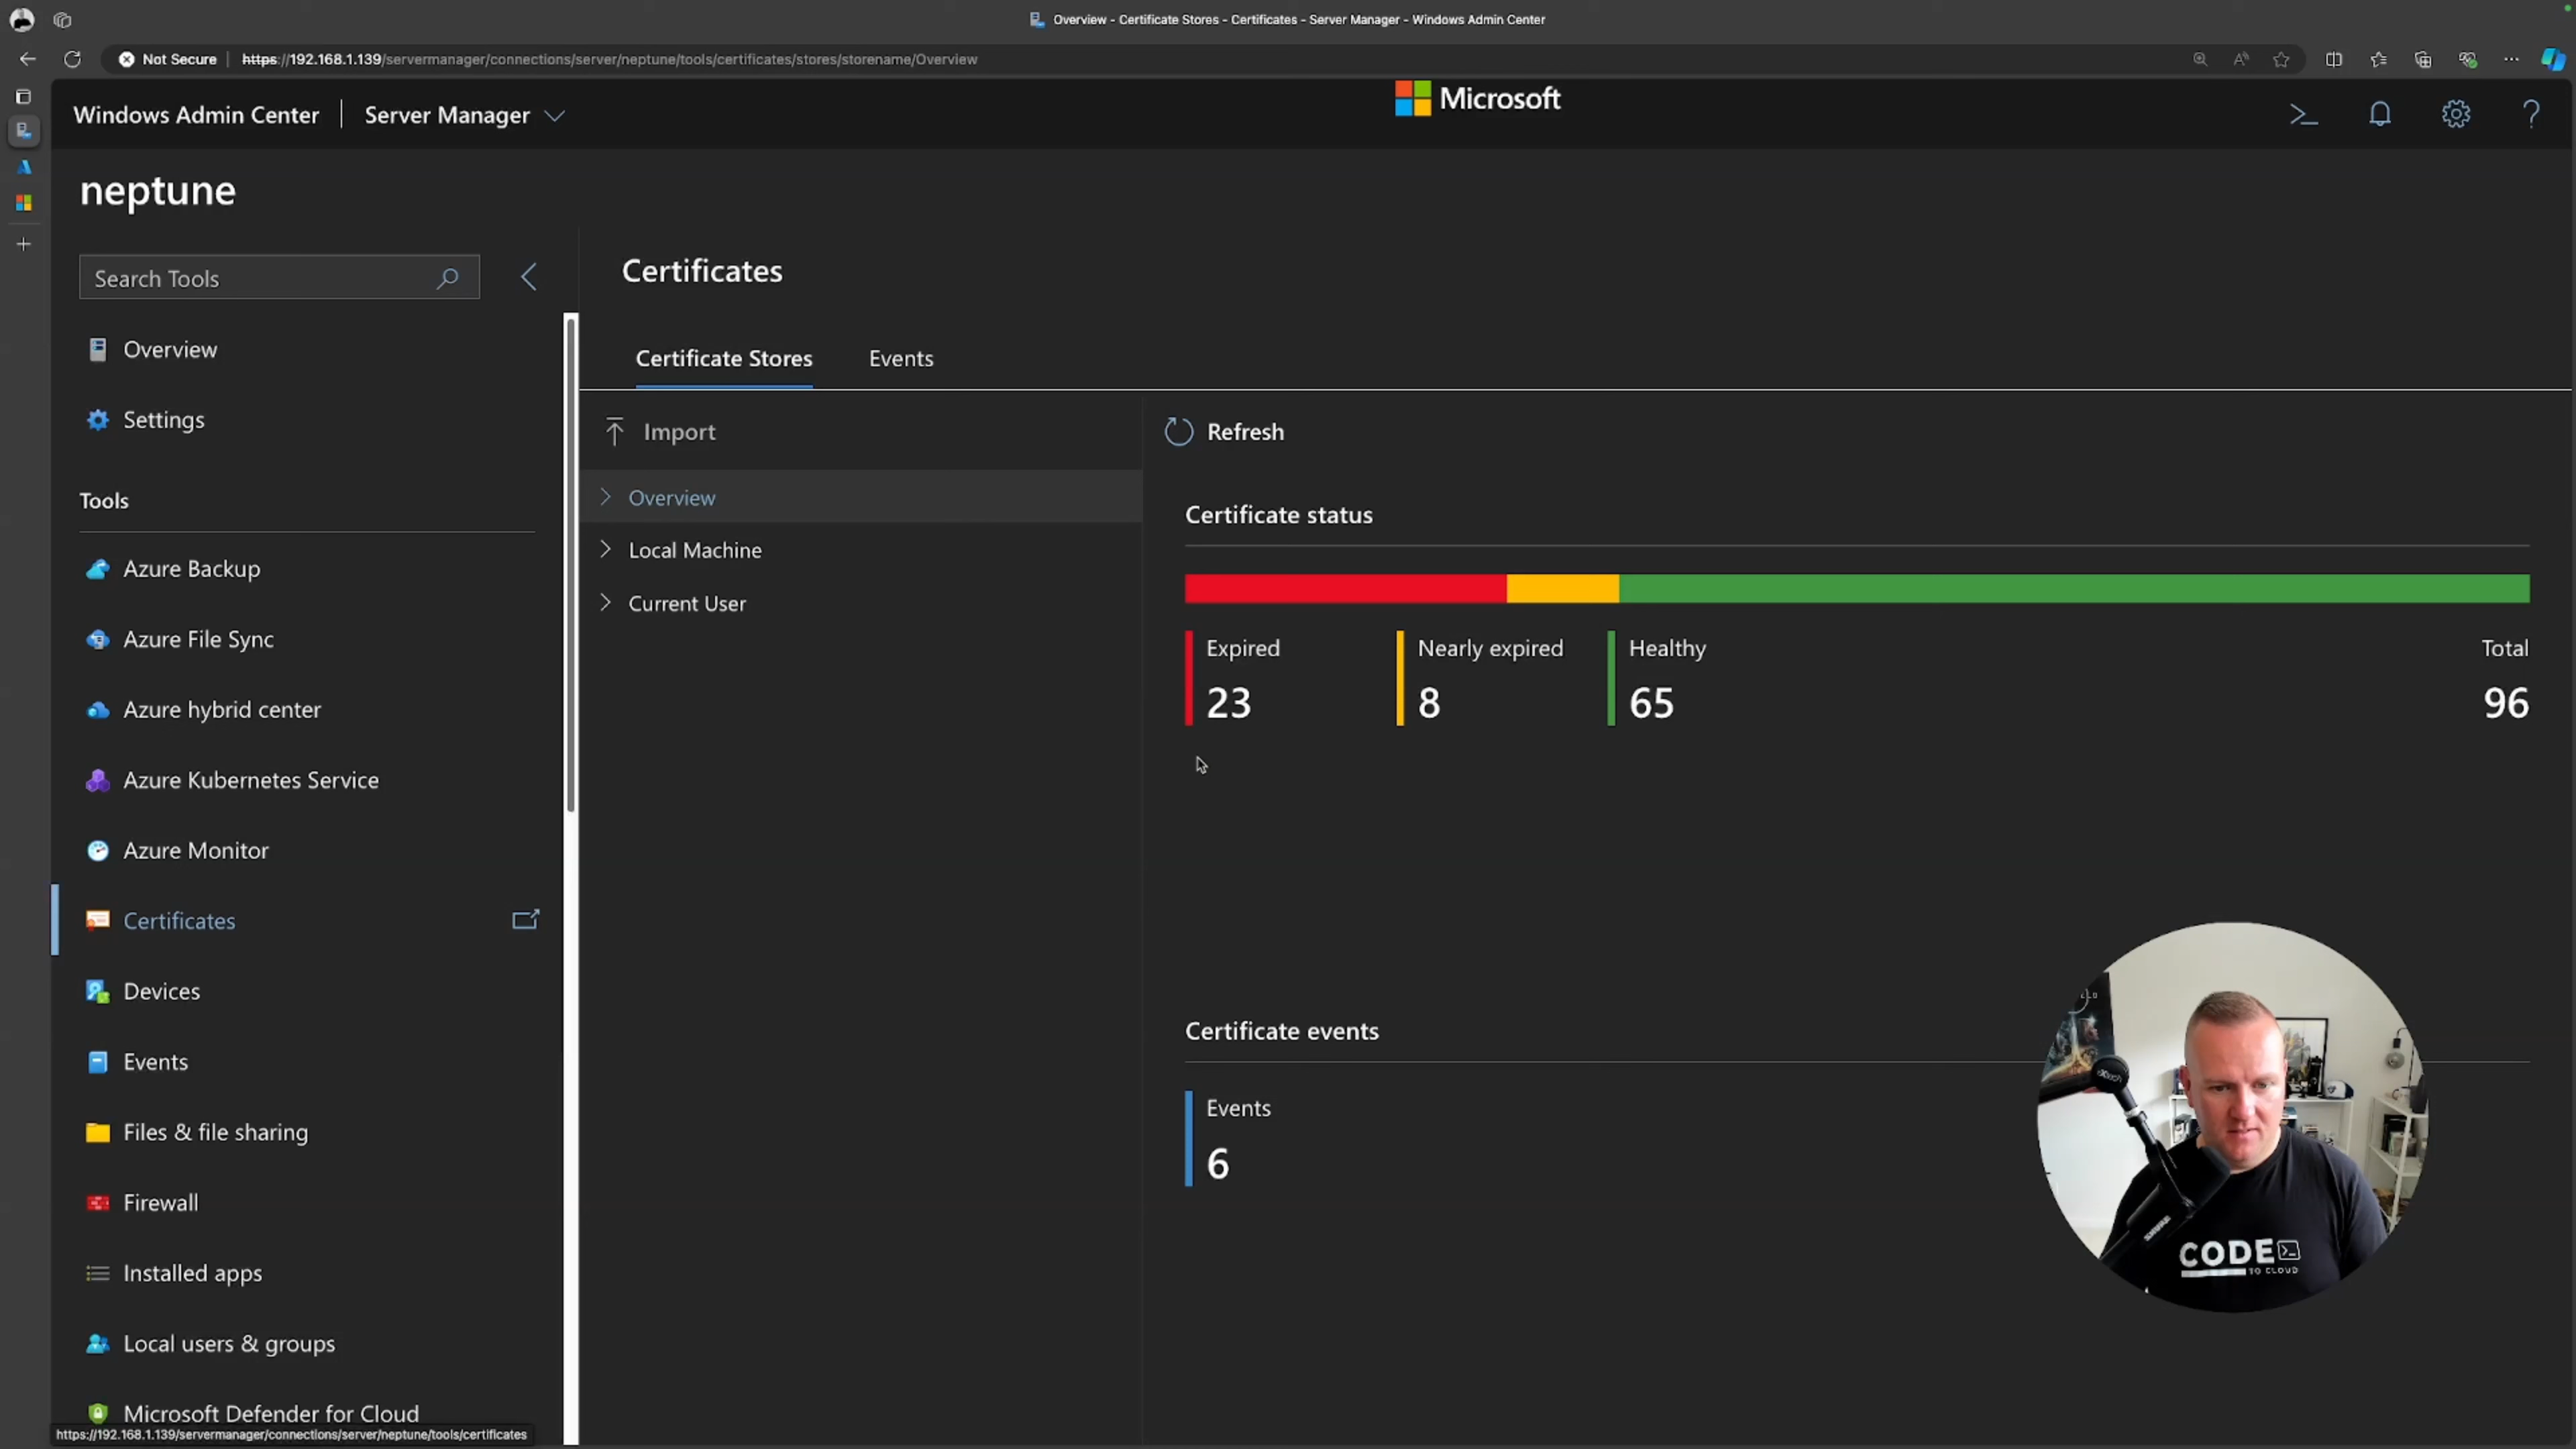 Overview - Certificate Stores - Certificates - Server Manager - Windows Admin Center
Not Secure
https://192.168.1.139/servermanager/connections/server/neptune/tools/certificates/stores/storename/Overview
Windows Admin Center
Server Manager
Microsoft
neptune
Search Tools
Overview
Settings
Tools
Azure Backup
Azure File Sync
Azure hybrid center
Azure Kubernetes Service
Azure Monitor
Certificates
Devices
Events
Files & file sharing
Firewall
Installed apps
Local users & groups
Microsoft Defender for Cloud
https://192.168.1.139/servermanager/connections/server/neptune/tools/certificates
Certificates
Certificate Stores
Events
Import
Overview
Local Machine
Current User
Refresh
Certificate status
Expired
23
Nearly expired
8
Healthy
65
Total
96
Certificate events
Events
6
CODE
TO CLOUD